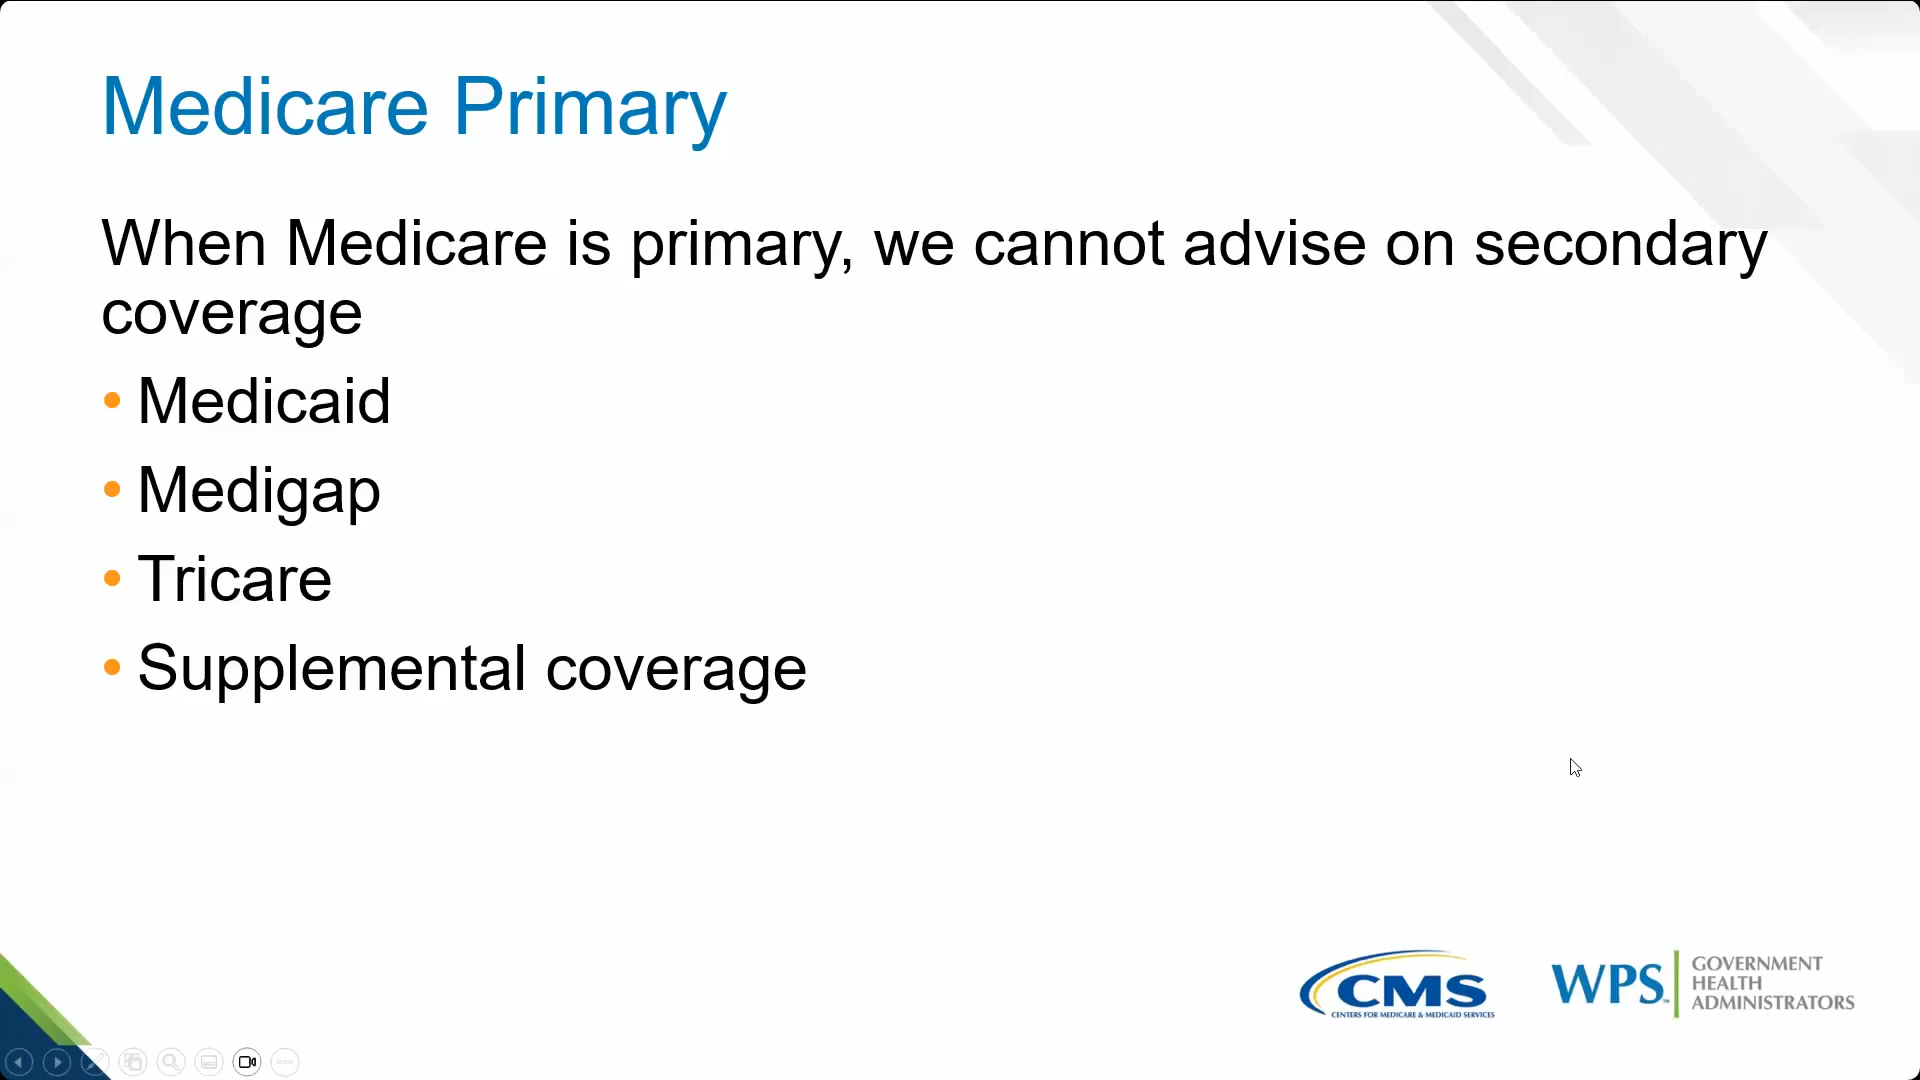 Medicare Primary
When Medicare is primary, we cannot advise on secondary
coverage
• Medicaid
• Medigap
• Tricare
• Supplemental coverage
CMS
CENTERS FOR MEDICARE & MEDICAID SERVICES
WPS
GOVERNMENT
HEALTH
ADMINISTRATORS